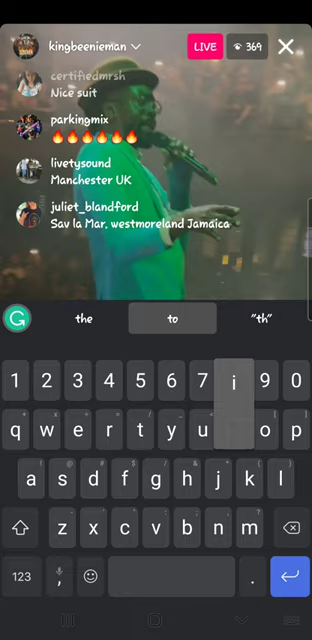 kingbeenieman
LIVE
369
certifiedmrsh
Nice suit
parkingmix
🔥🔥🔥🔥🔥🔥
livetysound
Manchester UK
juliet_blandford
Sav la Mar, westmoreland Jamaica
the to "th"
1 2 3 4 5 6 7 i 9 0
q w e r t y u o p
a s d f g h j k l
z x c v b n m
123 , .